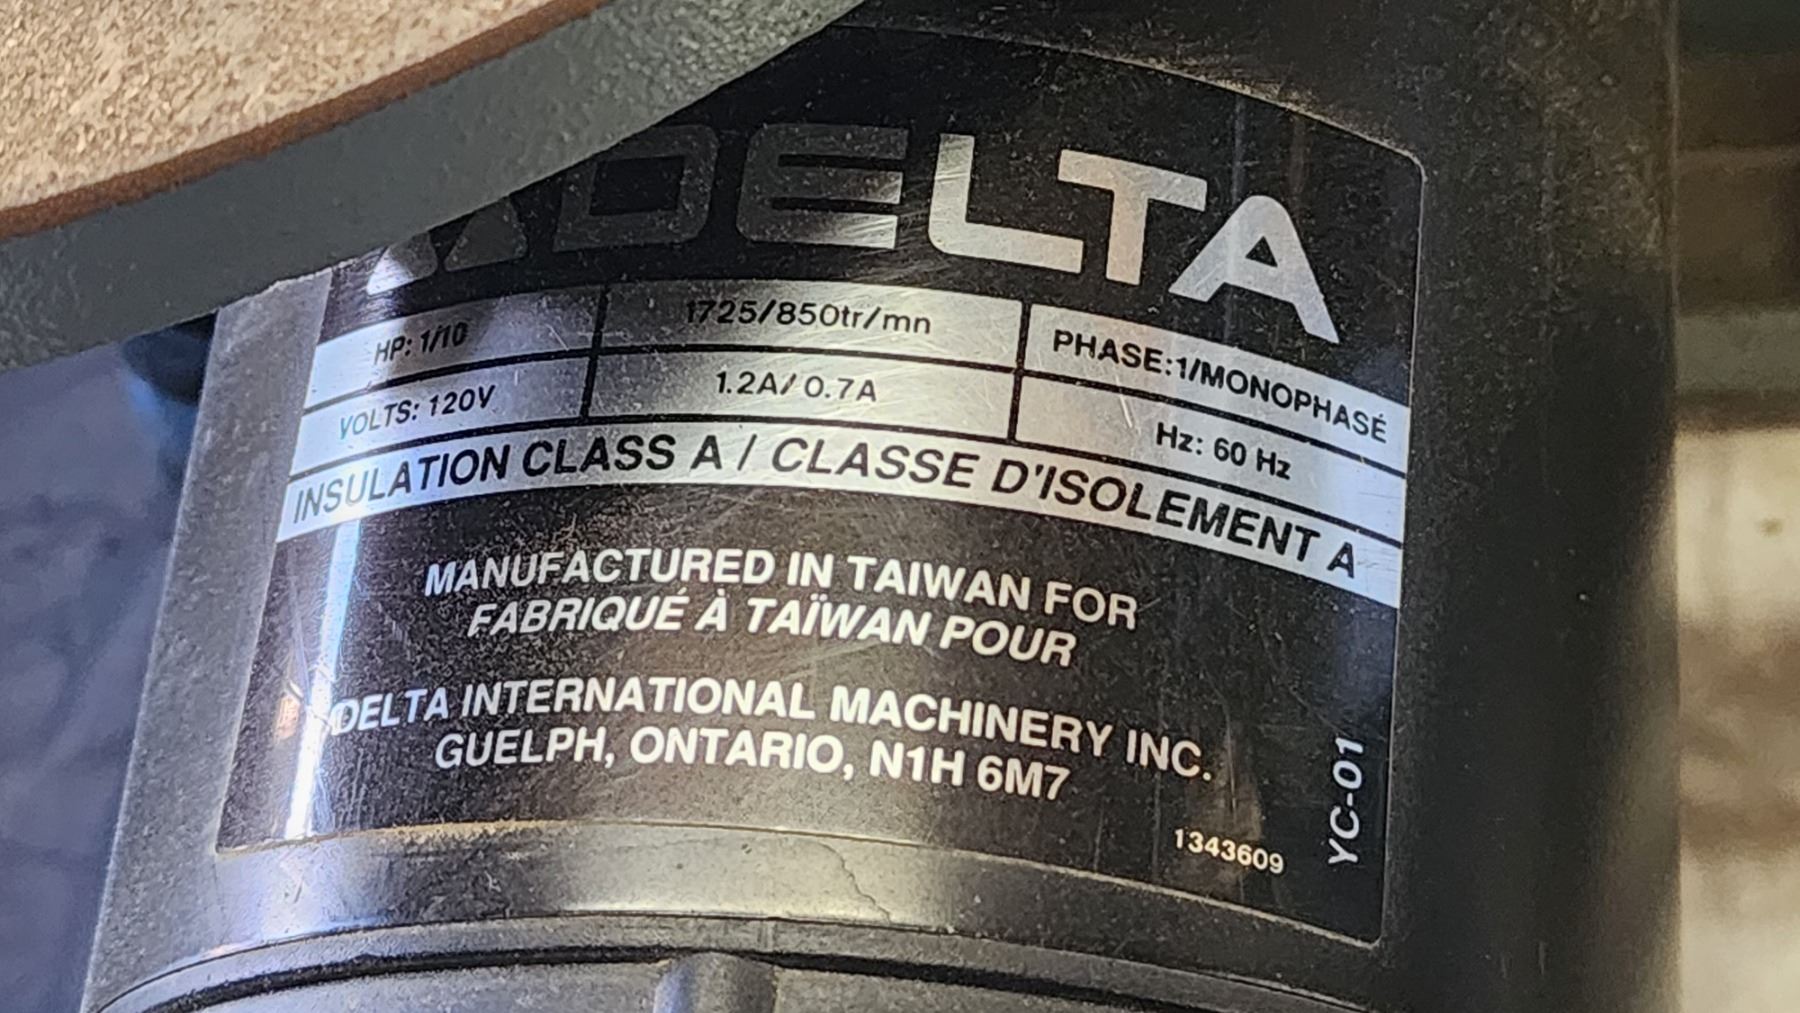 DELTA
HP: 1/10 1725/850tr/mn PHASE:1/MONOPHASÉ
VOLTS: 120V 1.2A/0.7A Hz: 60 Hz
INSULATION CLASS A / CLASSE D'ISOLEMENT A
MANUFACTURED IN TAIWAN FOR
FABRIQUÉ À TAÏWAN POUR
DELTA INTERNATIONAL MACHINERY INC.
GUELPH, ONTARIO, N1H 6M7
1343609
YC-01